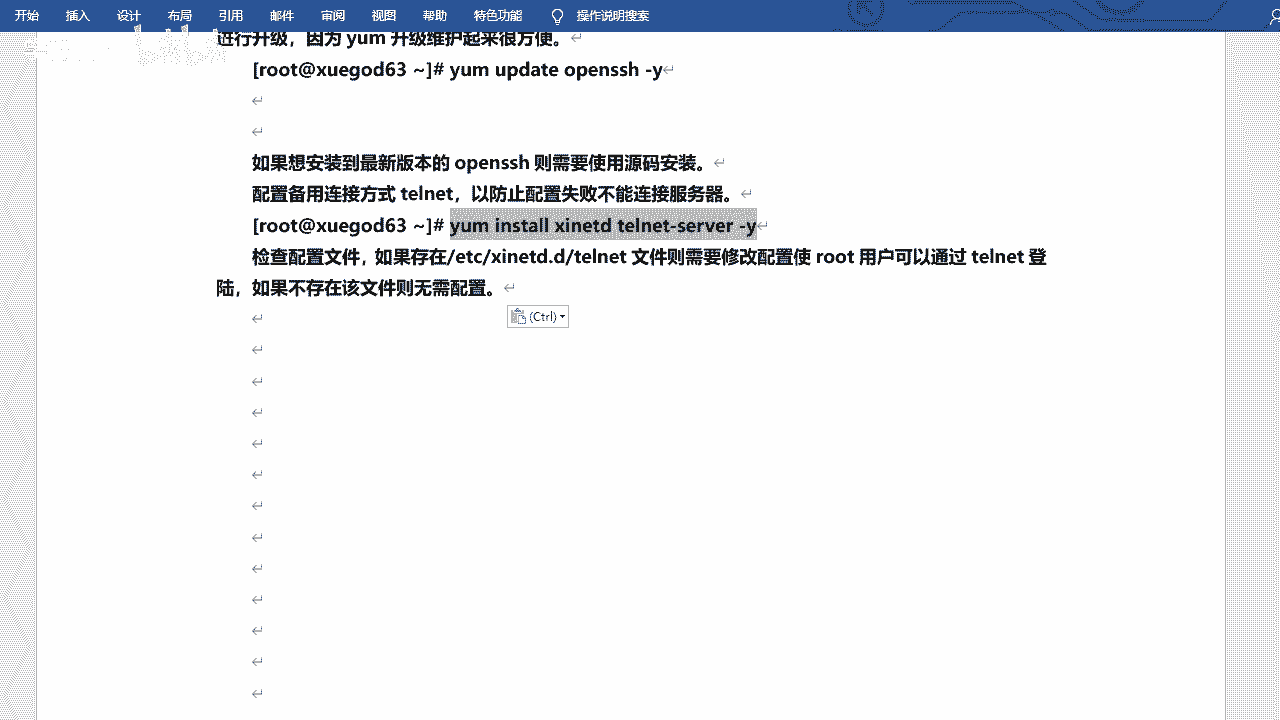 开始 插入 设计 布局 引用 邮件 审阅 视图 帮助 特色功能 操作说明搜索
进行升级，因为 yum 升级维护起来很方便。
[root@xuegod63 ~]# yum update openssh -y
如果想安装到最新版本的 openssh 则需要使用源码安装。
配置备用连接方式 telnet，以防止配置失败不能连接服务器。
[root@xuegod63 ~]# yum install xinetd telnet-server -y
检查配置文件，如果存在/etc/xinetd.d/telnet 文件则需要修改配置使 root 用户可以通过 telnet 登
陆，如果不存在该文件则无需配置。
(Ctrl)